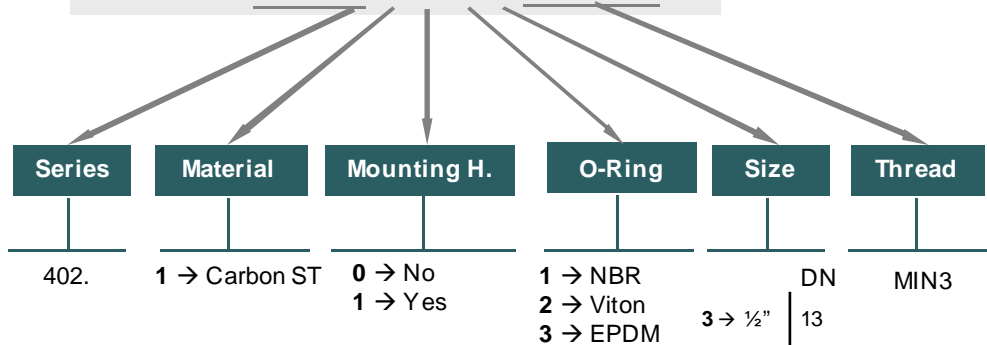 Series Material Mounting H. O-Ring Size Thread
402.
1 → Carbon ST
0 → No
1 → Yes
1 → NBR
2 → Viton
3 → EPDM
DN
3 → ½” 13
MIN3